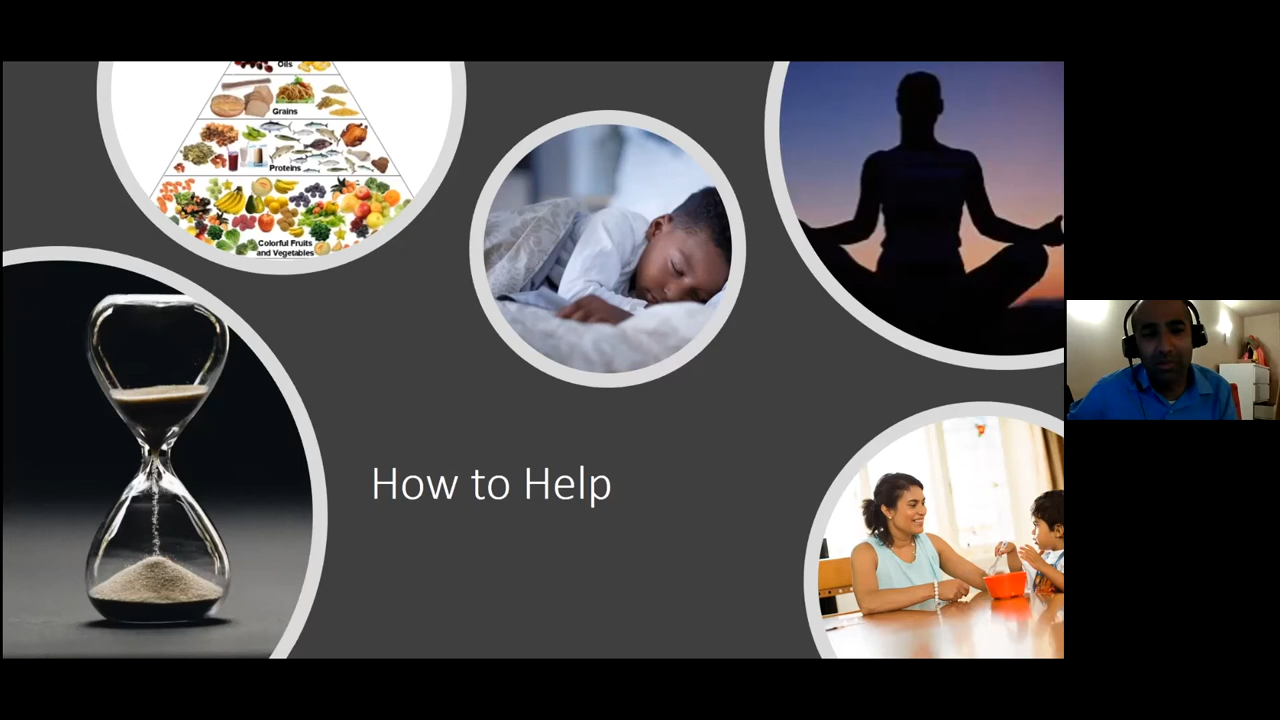 Oils
Grains
Proteins
Colorful Fruits
and Vegetables
How to Help